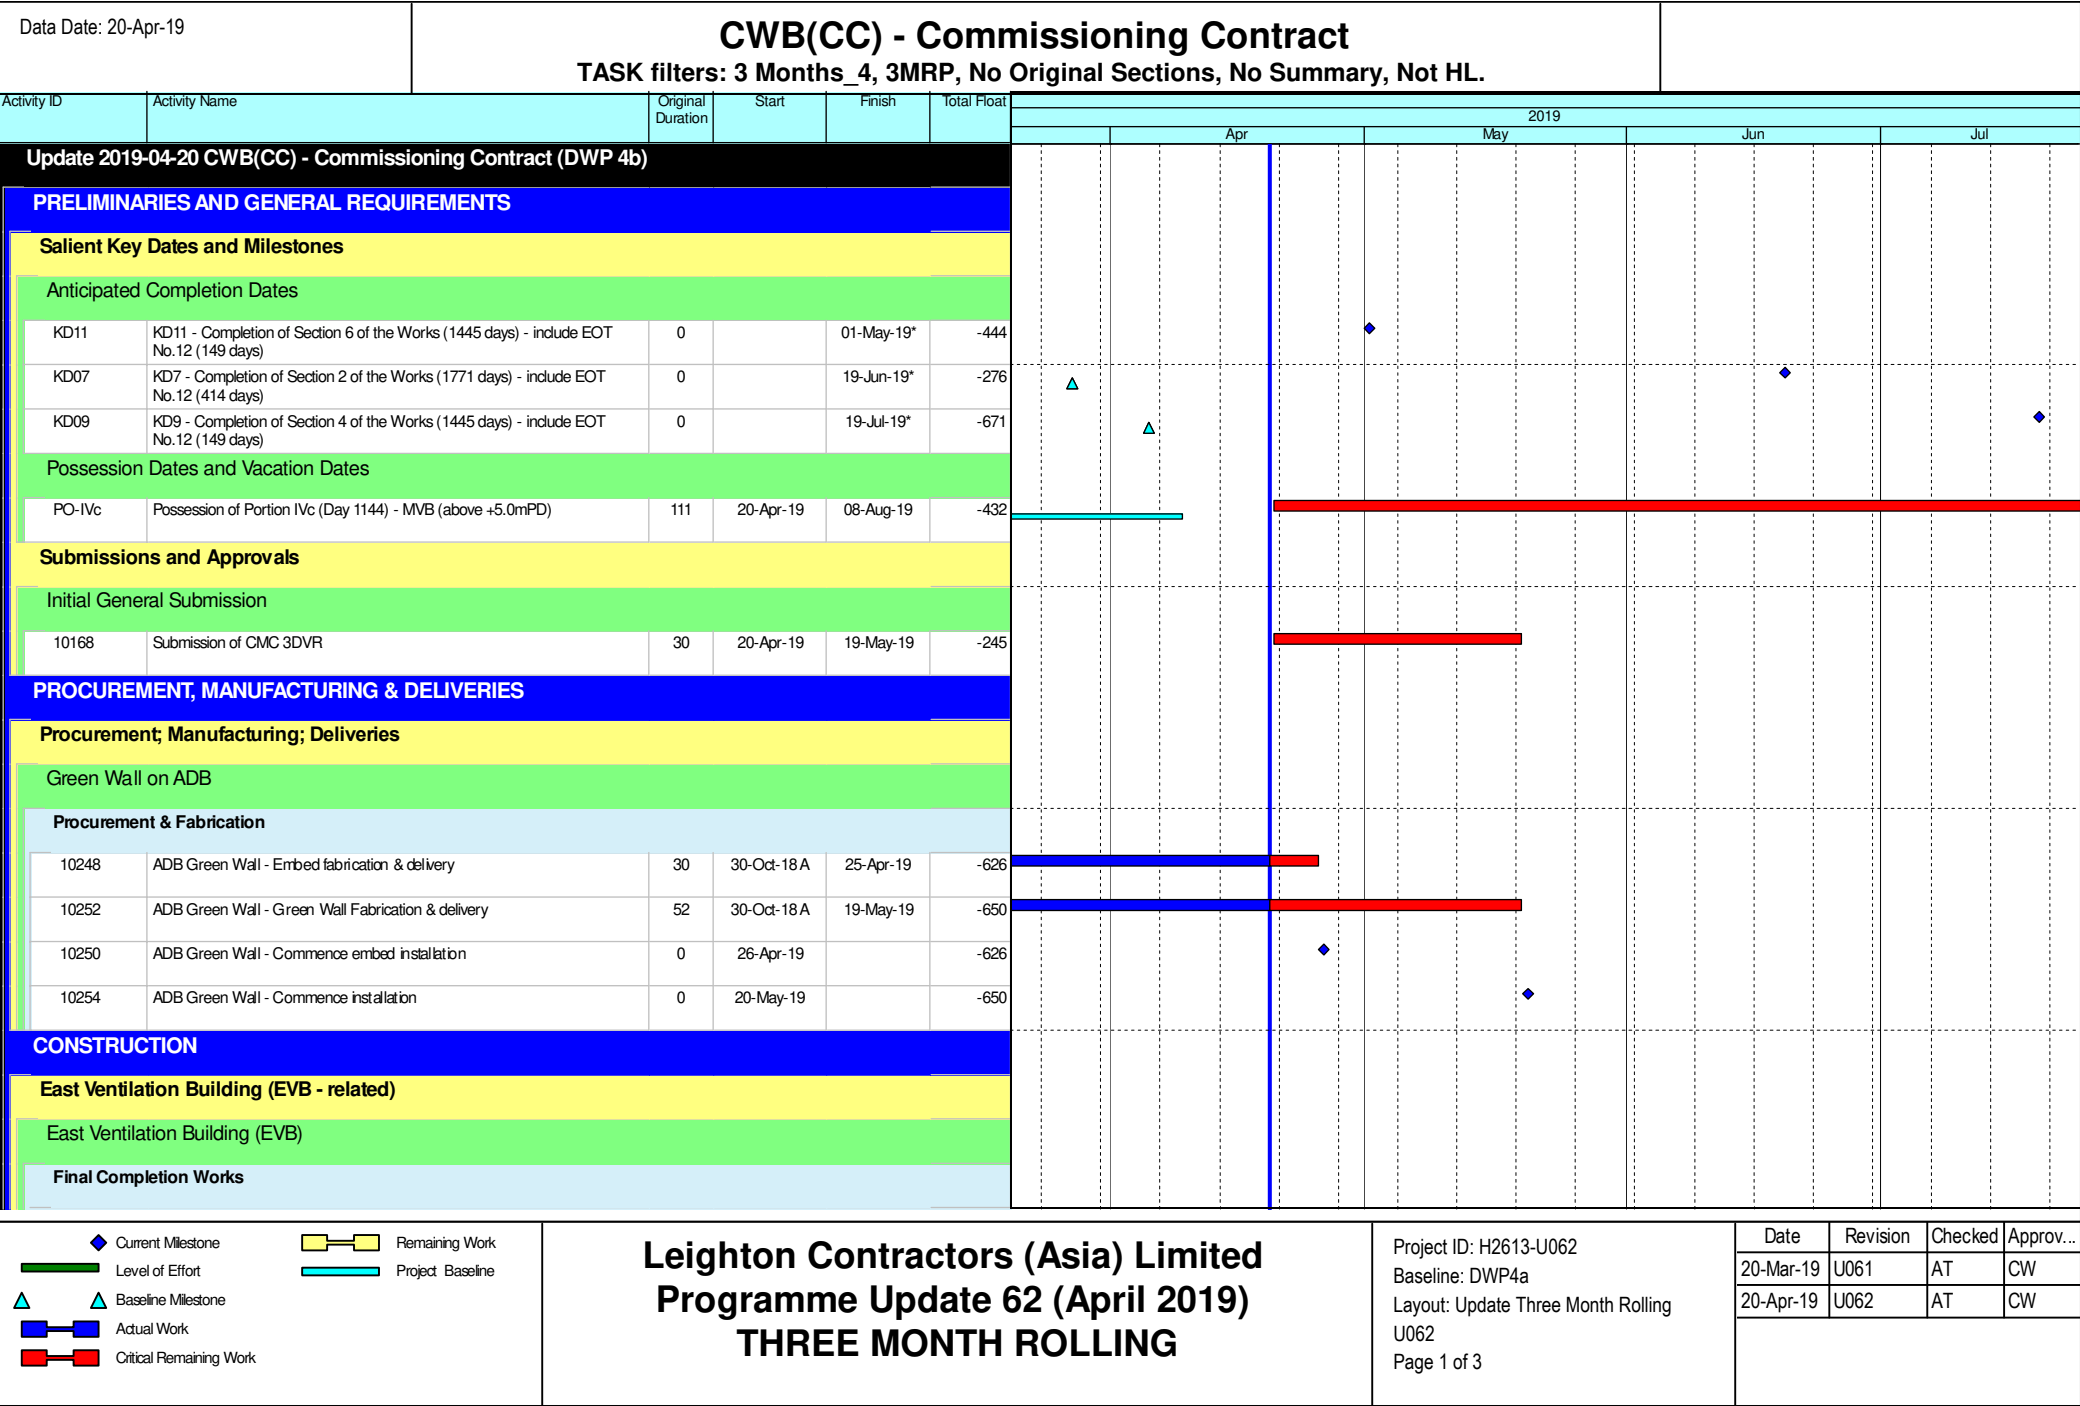 Data Date: 20-Apr-19
CWB(CC) - Commissioning Contract
TASK filters: 3 Months_4, 3MRP, No Original Sections, No Summary, Not HL.
Activity ID Activity Name Original Duration Start Finish Total Float
2019
Apr May Jun Jul
Update 2019-04-20 CWB(CC) - Commissioning Contract (DWP 4b)
PRELIMINARIES AND GENERAL REQUIREMENTS
Salient Key Dates and Milestones
Anticipated Completion Dates
KD11 KD11 - Completion of Section 6 of the Works (1445 days) - include EOT 0 01-May-19* -444
No.12 (149 days)
KD07 KD7 - Completion of Section 2 of the Works (1771 days) - include EOT 0 19-Jun-19* -276
No.12 (414 days)
KD09 KD9 - Completion of Section 4 of the Works (1445 days) - include EOT 0 19-Jul-19* -671
No.12 (149 days)
Possession Dates and Vacation Dates
PO-IVc Possession of Portion IVc (Day 1144) - MVB (above +5.0mPD) 111 20-Apr-19 08-Aug-19 -432
Submissions and Approvals
Initial General Submission
10168 Submission of CMC 3DVR 30 20-Apr-19 19-May-19 -245
PROCUREMENT, MANUFACTURING & DELIVERIES
Procurement; Manufacturing; Deliveries
Green Wall on ADB
Procurement & Fabrication
10248 ADB Green Wall - Embed fabrication & delivery 30 30-Oct-18 A 25-Apr-19 -626
10252 ADB Green Wall - Green Wall Fabrication & delivery 52 30-Oct-18 A 19-May-19 -650
10250 ADB Green Wall - Commence embed installation 0 26-Apr-19 -626
10254 ADB Green Wall - Commence installation 0 20-May-19 -650
CONSTRUCTION
East Ventilation Building (EVB - related)
East Ventilation Building (EVB)
Final Completion Works
Current Milestone
Level of Effort
Baseline Milestone
Actual Work
Critical Remaining Work
Remaining Work
Project Baseline
Leighton Contractors (Asia) Limited
Programme Update 62 (April 2019)
THREE MONTH ROLLING
Project ID: H2613-U062
Baseline: DWP4a
Layout: Update Three Month Rolling
U062
Page 1 of 3
Date Revision Checked Approv...
20-Mar-19 U061 AT CW
20-Apr-19 U062 AT CW